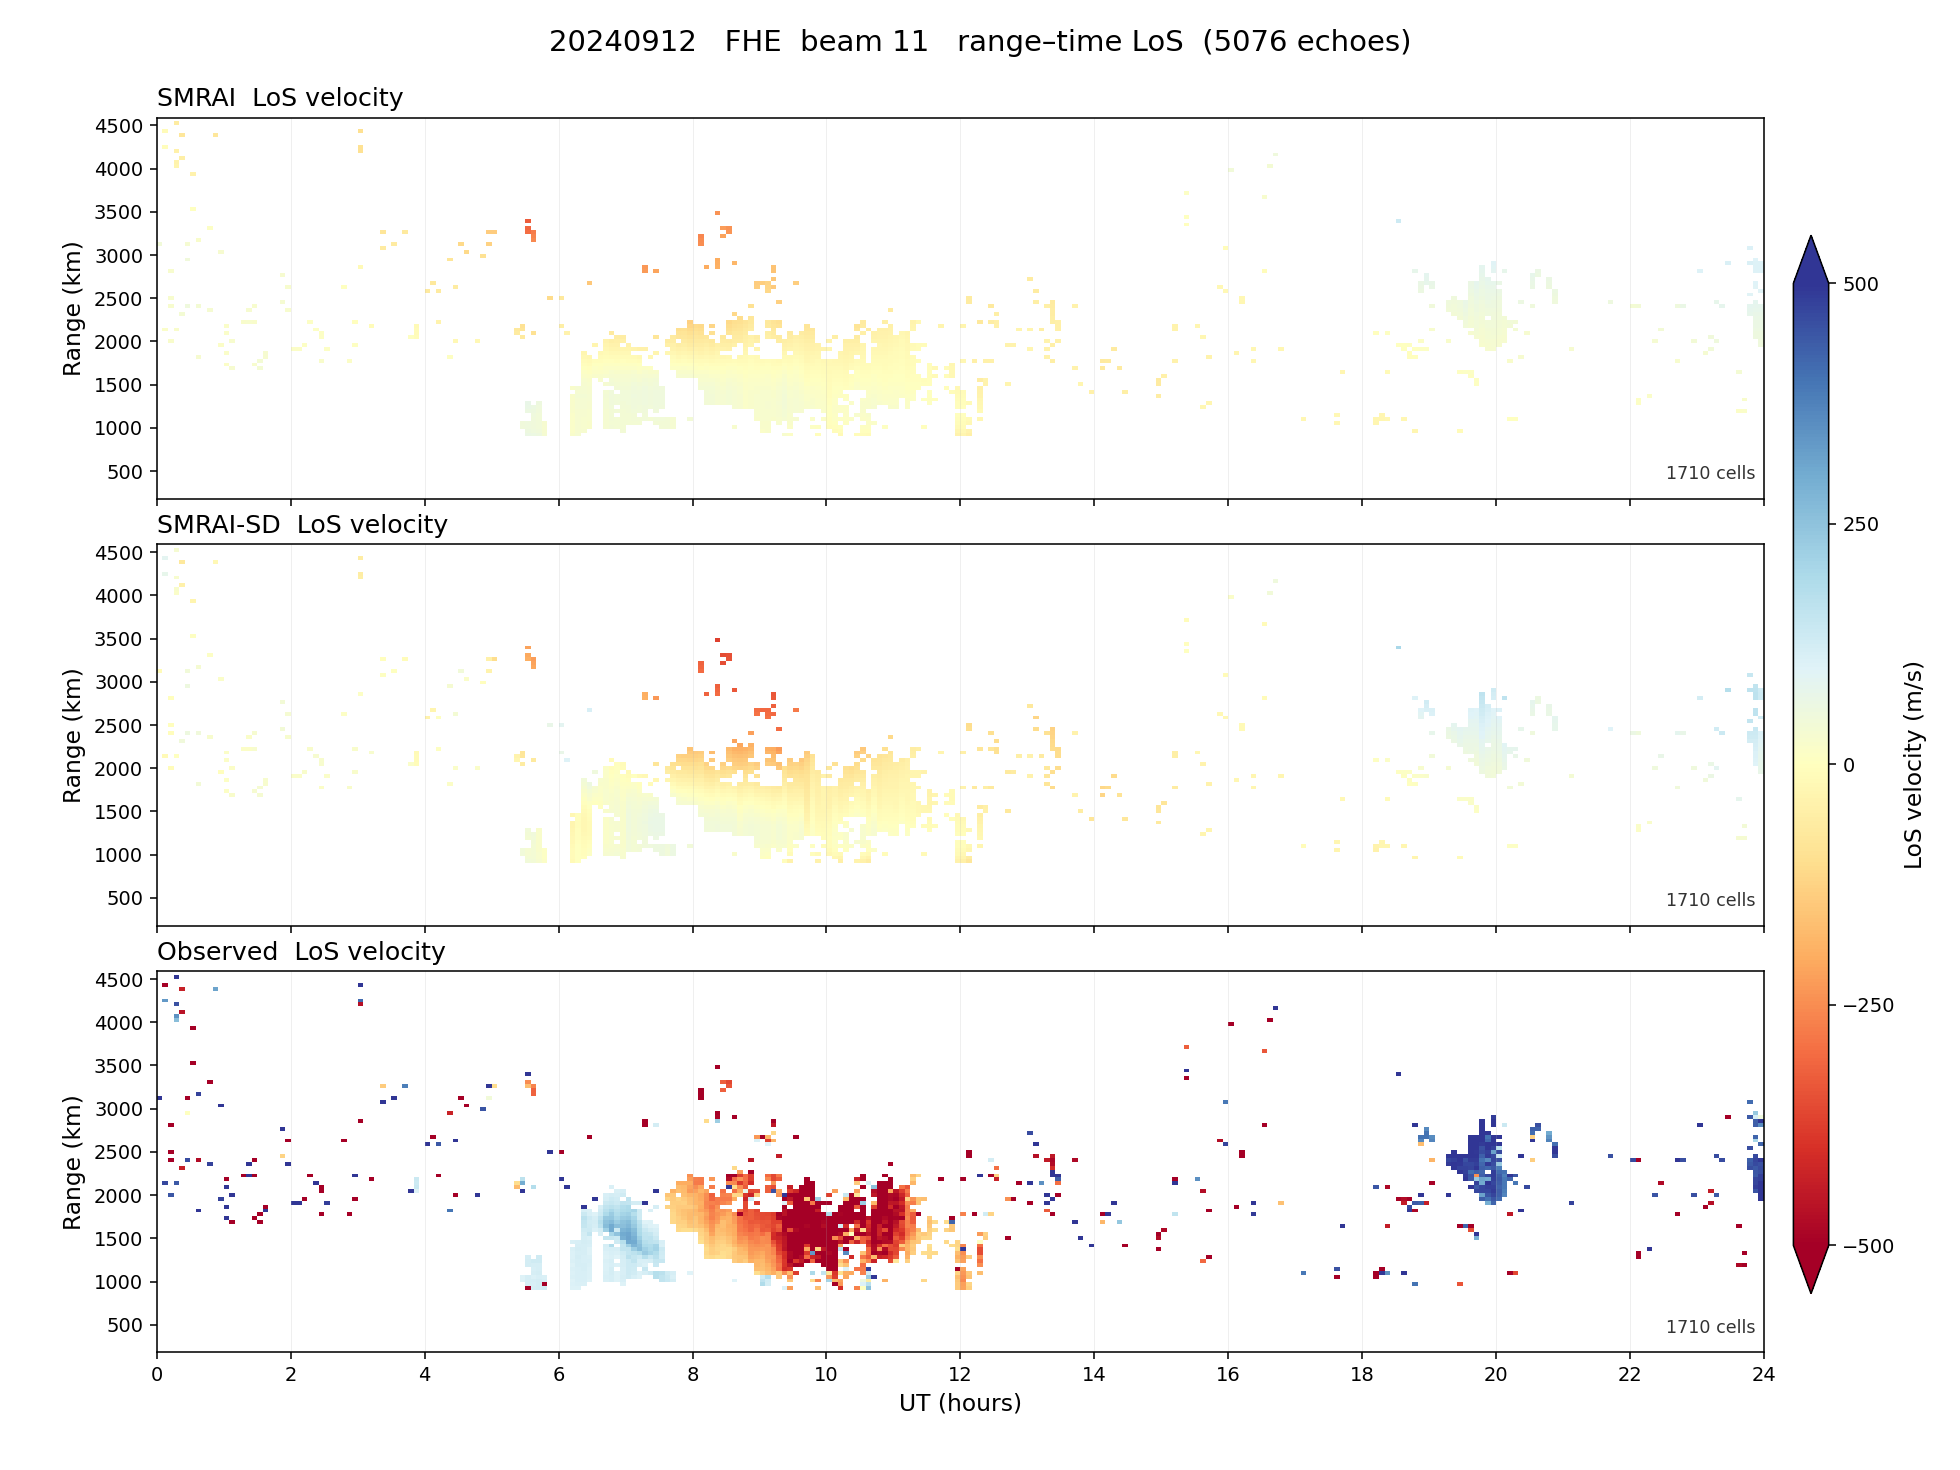 20240912   FHE  beam 11   range–time LoS  (5076 echoes)
SMRAI  LoS velocity
4500
4000
3500
3000
2500
2000
1500
1000
500
Range (km)
1710 cells
SMRAI-SD  LoS velocity
4500
4000
3500
3000
2500
2000
1500
1000
500
Range (km)
1710 cells
Observed  LoS velocity
4500
4000
3500
3000
2500
2000
1500
1000
500
Range (km)
1710 cells
0 2 4 6 8 10 12 14 16 18 20 22 24
UT (hours)
500
250
0
−250
−500
LoS velocity (m/s)